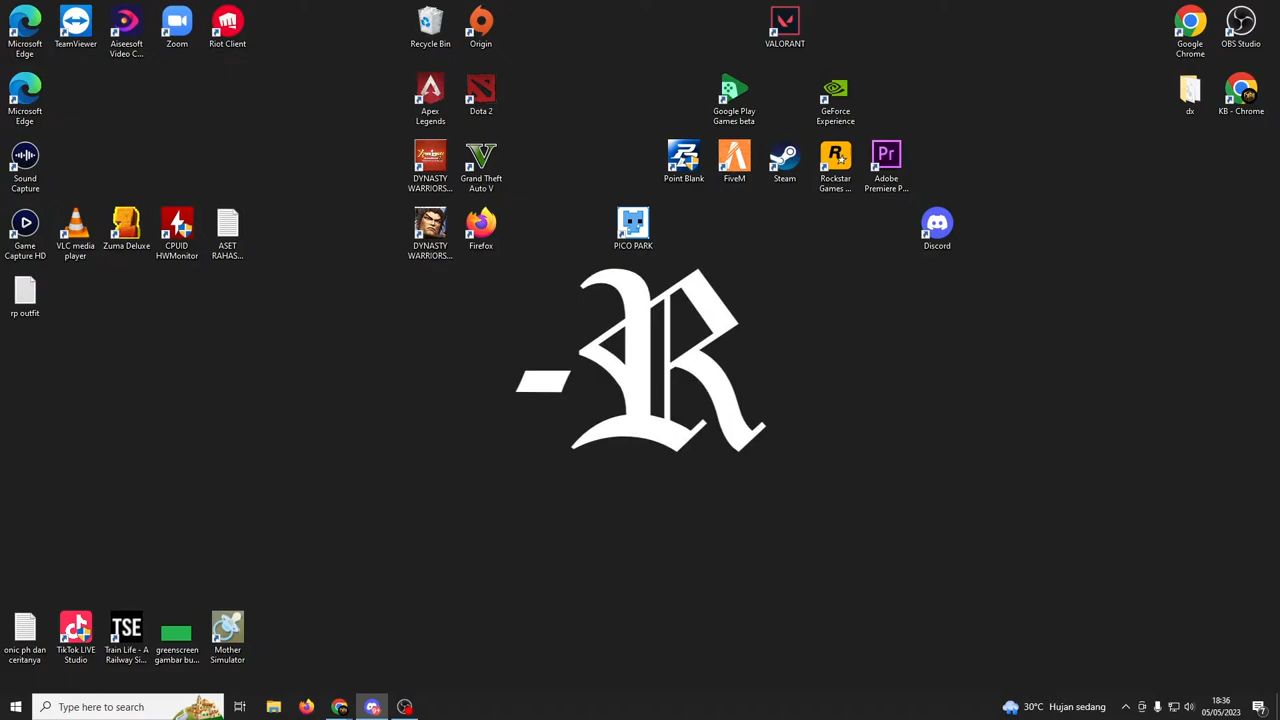 Microsoft Edge
TeamViewer
Aiseesoft Video C...
Zoom
Riot Client
Recycle Bin
Origin
VALORANT
Google Chrome
OBS Studio
Microsoft Edge
Apex Legends
Dota 2
Google Play Games beta
GeForce Experience
dx
KB - Chrome
Sound Capture
DYNASTY WARRIORS...
Grand Theft Auto V
Point Blank
FiveM
Steam
Rockstar Games ...
Pr
Adobe Premiere P...
Game Capture HD
VLC media player
Zuma Deluxe
CPUID HWMonitor
ASET RAHAS...
DYNASTY WARRIORS...
Firefox
PICO PARK
Discord
rp outfit
-R
onic ph dan ceritanya
TikTok LIVE Studio
TSE
Train Life - A Railway Si...
greenscreen gambar bu...
Mother Simulator
Type here to search
30°C Hujan sedang
18:36
05/05/2023